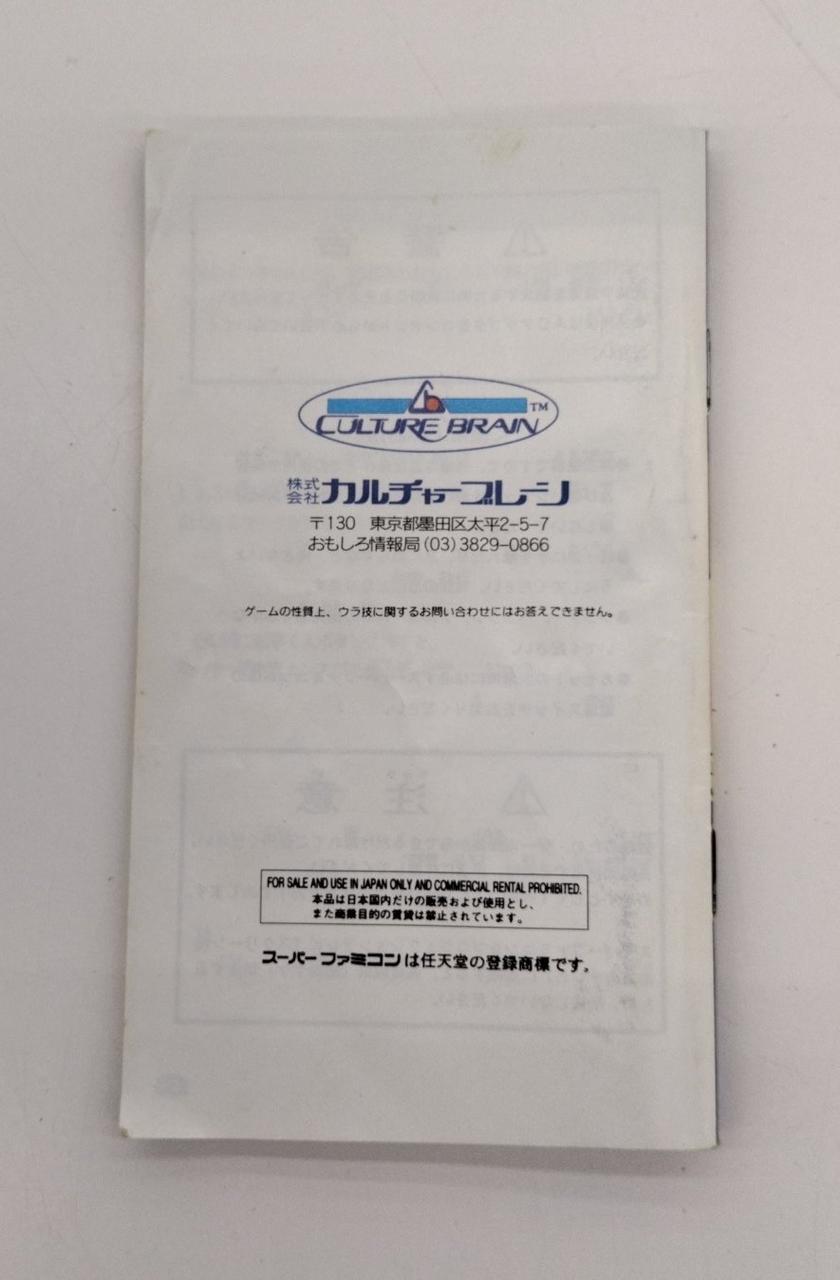 CULTURE BRAIN™
株式会社 カルチャーブレーン
〒130 東京都墨田区太平2-5-7
おもしろ情報局(03)3829-0866
ゲームの性質上、ウラ技に関するお問い合わせにはお答えできません。
FOR SALE AND USE IN JAPAN ONLY AND COMMERCIAL RENTAL PROHIBITED.
本品は日本国内だけの販売および使用とし、
また商業目的の賃貸は禁止されています。
スーパーファミコンは任天堂の登録商標です。